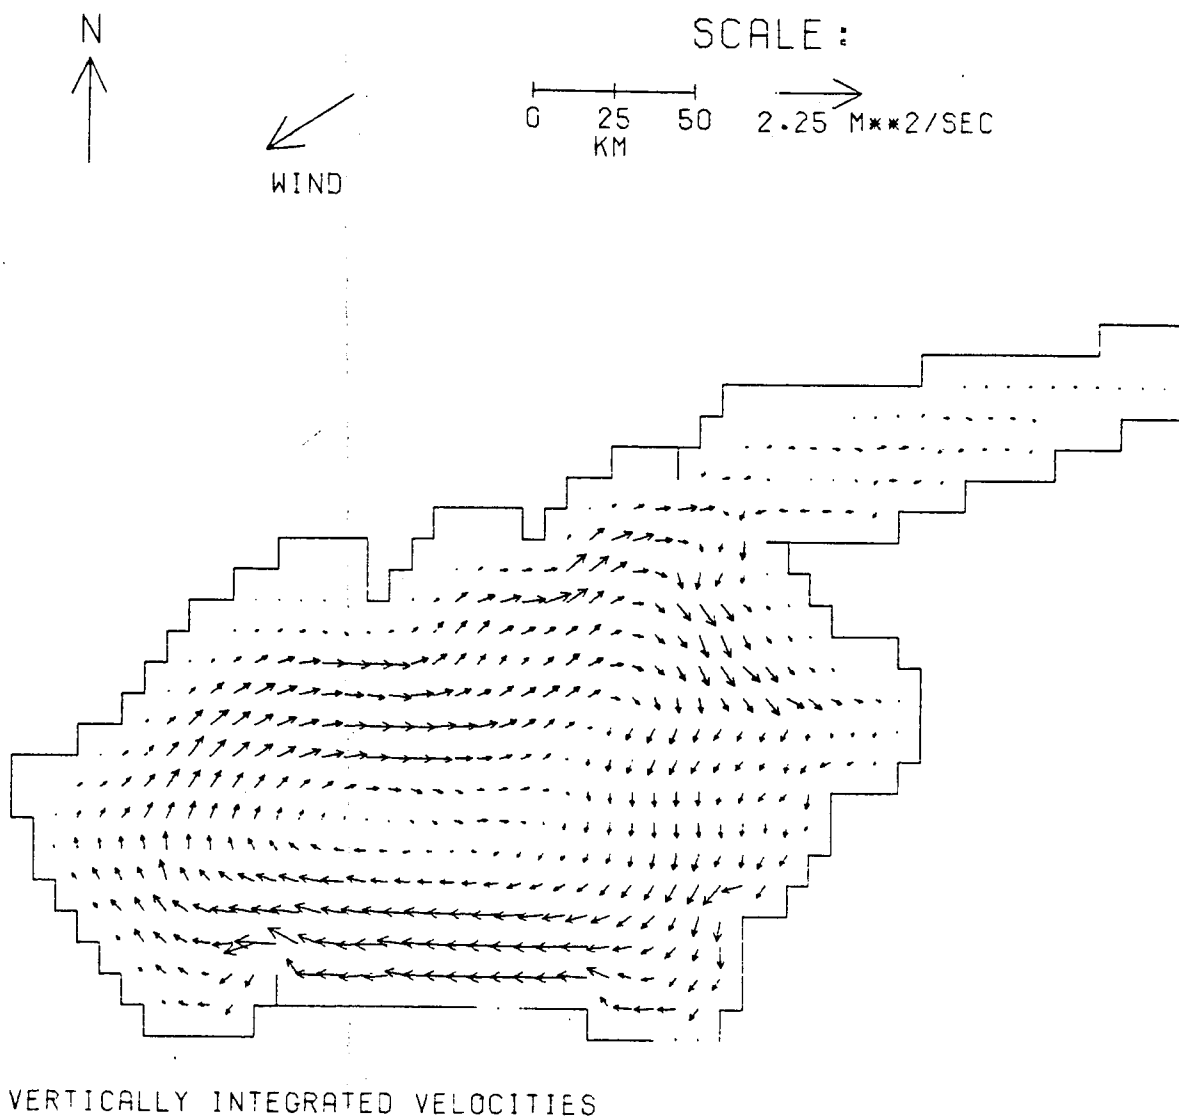 N
SCALE :
0 25 50
KM
2.25 M**2/SEC
WIND
VERTICALLY INTEGRATED VELOCITIES